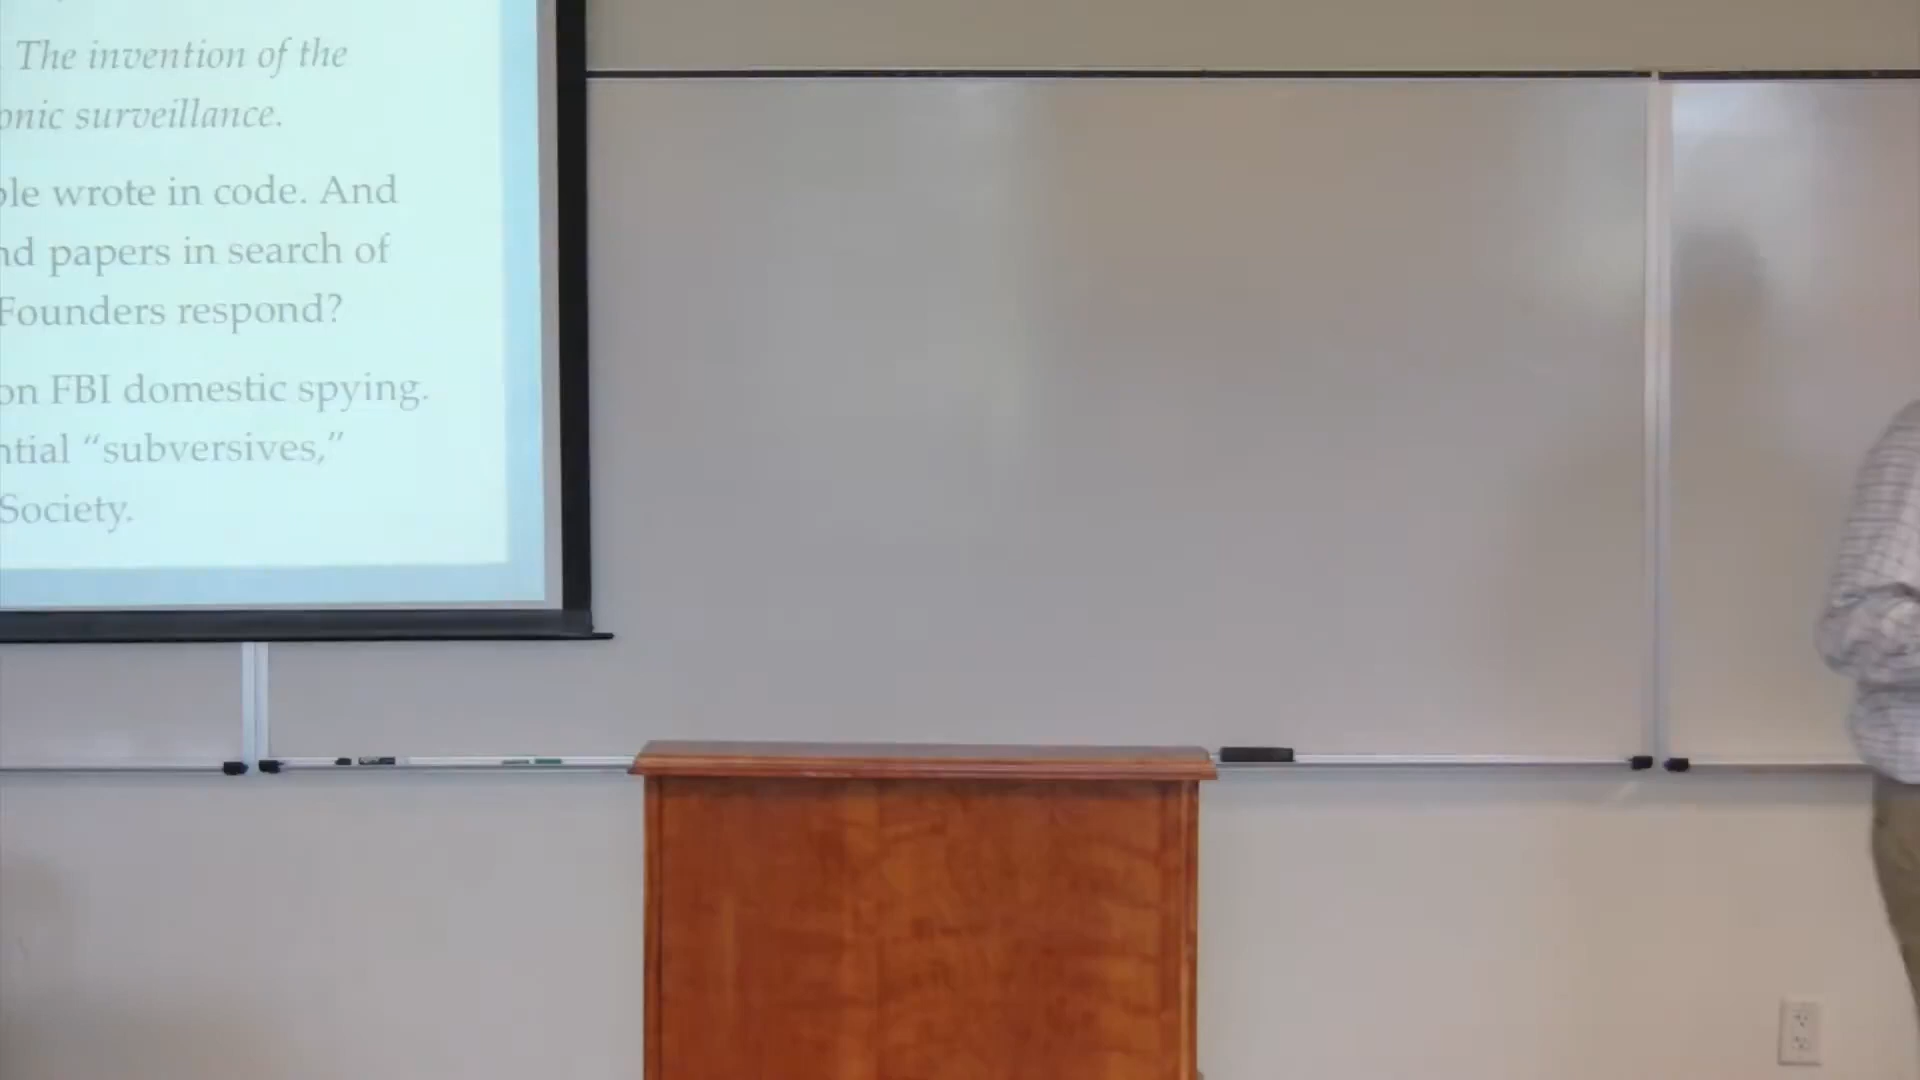 The invention of the
onic surveillance.
ple wrote in code. And
nd papers in search of
Founders respond?
on FBI domestic spying.
ntial “subversives,”
Society.